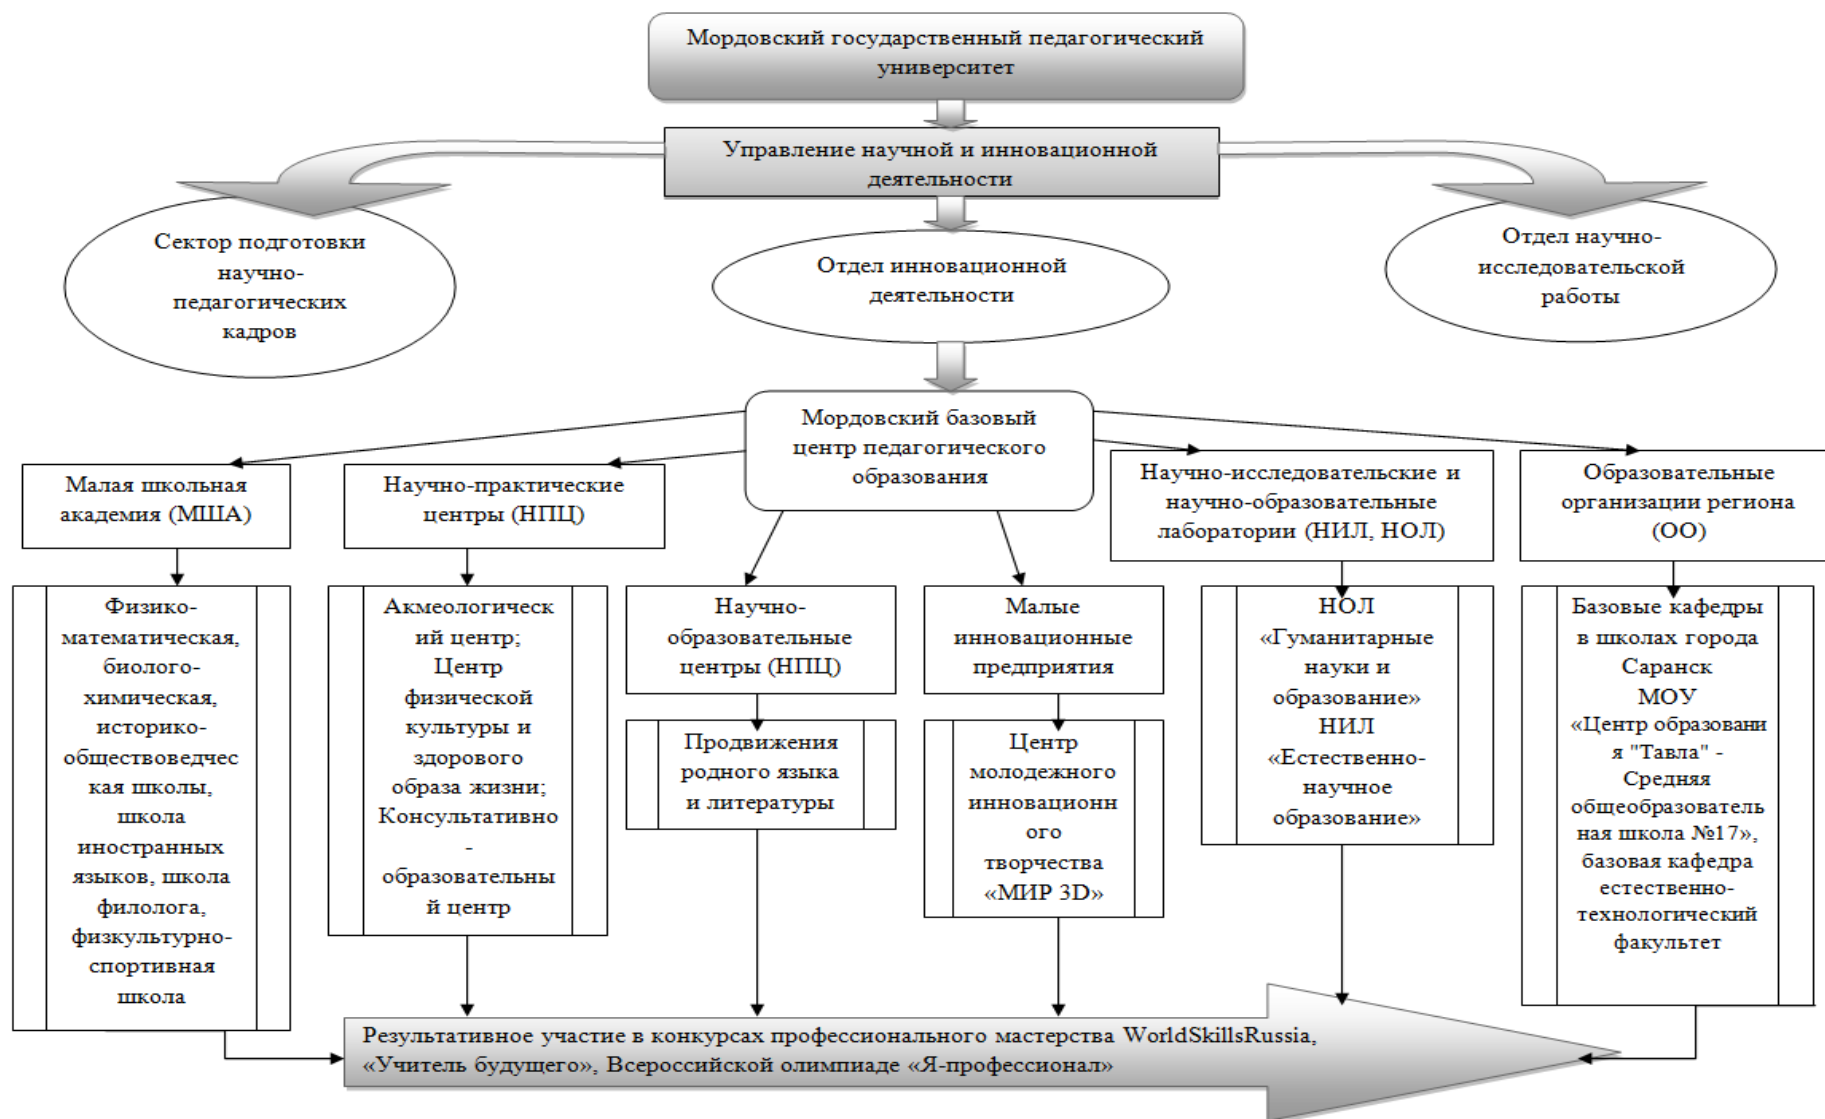 Мордовский государственный педагогический
университет
Управление научной и инновационной
деятельности
Сектор подготовки
научно-
педагогических
кадров
Отдел инновационной
деятельности
Отдел научно-
исследовательской
работы
Мордовский базовый
центр педагогического
образования
Малая школьная
академия (МША)
Научно-практические
центры (НПЦ)
Научно-исследовательские и
научно-образовательные
лаборатории (НИЛ, НОЛ)
Образовательные
организации региона
(ОО)
Физико-
математическая,
биолого-
химическая,
историко-
обществоведчес
кая школы,
школа
иностранных
языков, школа
филолога,
физкультурно-
спортивная
школа
Акмеологическ
ий центр;
Центр
физической
культуры и
здорового
образа жизни;
Консультативно
-
образовательны
й центр
Научно-
образовательные
центры (НПЦ)
Продвижения
родного языка
и литературы
Малые
инновационные
предприятия
Центр
молодежного
инновационн
ого
творчества
«МИР 3D»
НОЛ
«Гуманитарные
науки и
образование»
НИЛ
«Естественно-
научное
образование»
Базовые кафедры
в школах города
Саранск
МОУ
«Центр образовани
я "Тавла" -
Средняя
общеобразователь
ная школа №17»,
базовая кафедра
естественно-
технологический
факультет
Результативное участие в конкурсах профессионального мастерства WorldSkillsRussia,
«Учитель будущего», Всероссийской олимпиаде «Я-профессионал»